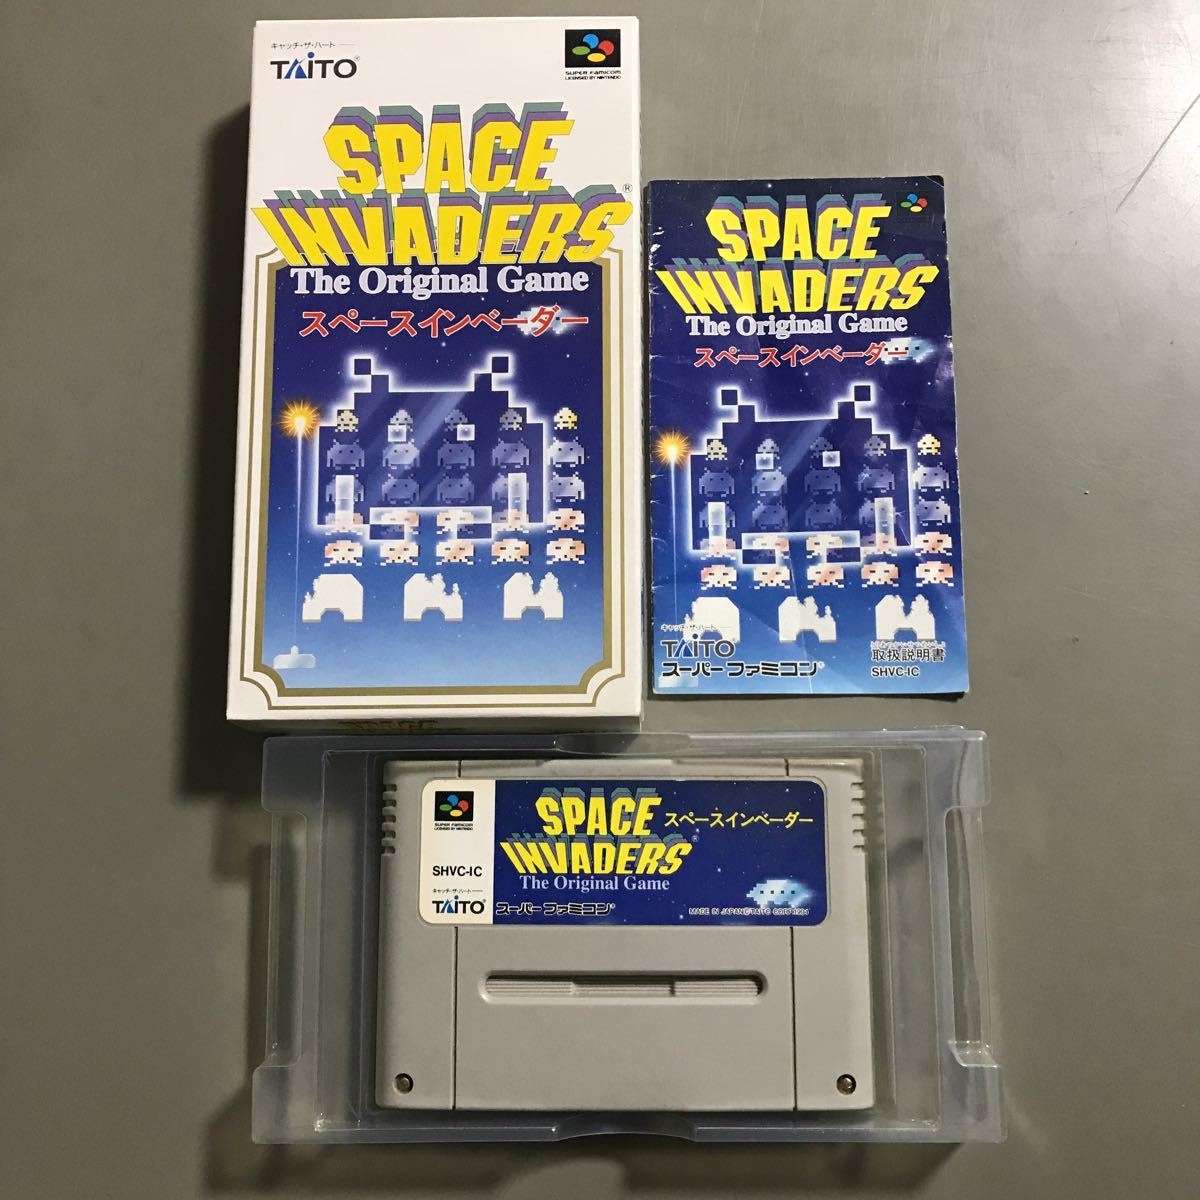 キャッチ・ザ・ハート
TAITO®
SUPER FAMICOM
LICENSED BY NINTENDO
SPACE
INVADERS®
The Original Game
スペースインベーダー
SPACE
INVADERS
SPACE
INVADERS
The Original Game
スペースインベーダー
キャッチ・ザ・ハート
TAITO
スーパーファミコン®
取扱説明書
SHVC-IC
SUPER FAMICOM
LICENSED BY NINTENDO
SHVC-IC
キャッチ・ザ・ハート
TAITO®
SPACE
INVADERS®
スペースインベーダー
The Original Game
スーパーファミコン®
MADE IN JAPAN©TAITO CORP.1994